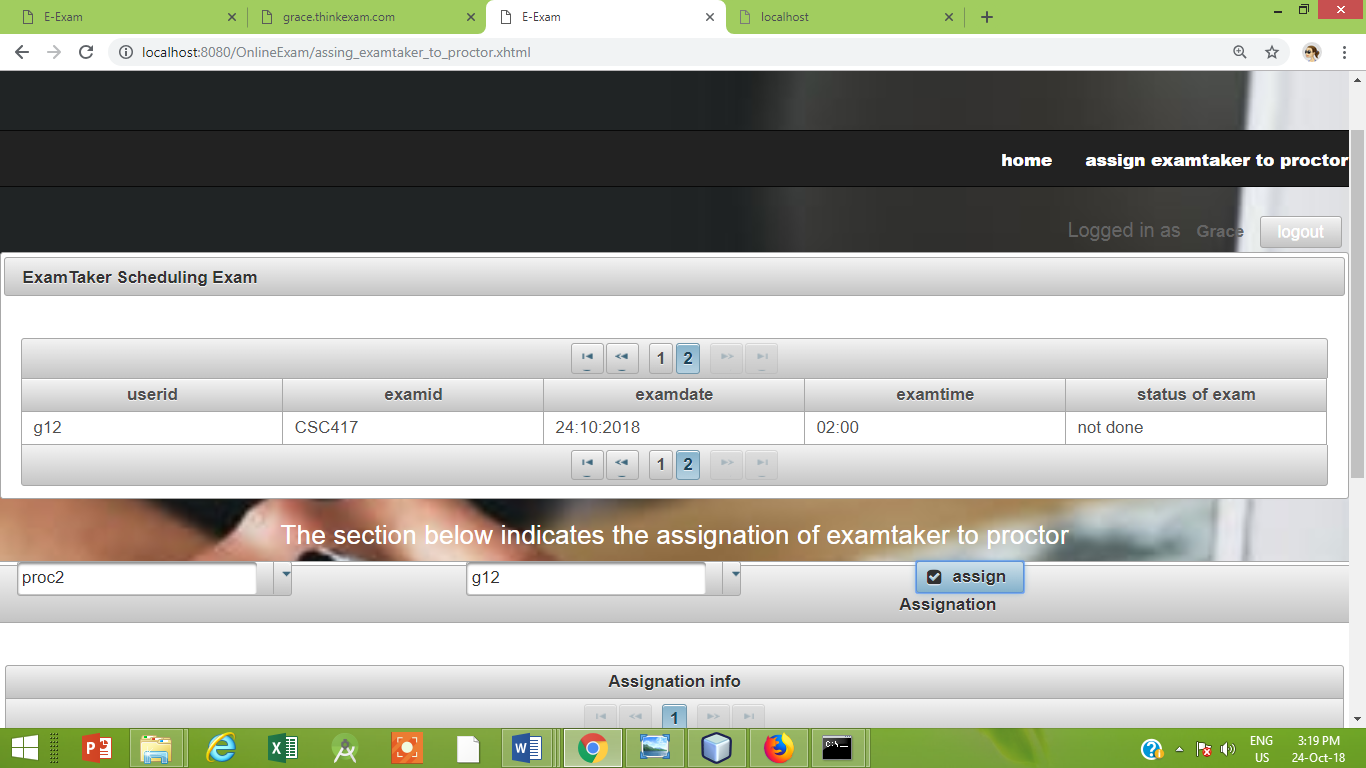 E-Exam
grace.thinkexam.com
E-Exam
localhost
localhost:8080/OnlineExam/assing_examtaker_to_proctor.xhtml
home assign examtaker to proctor
Logged in as Grace logout
ExamTaker Scheduling Exam
1 2
userid examid examdate examtime status of exam
g12 CSC417 24:10:2018 02:00 not done
1 2
The section below indicates the assignation of examtaker to proctor
proc2 g12 assign
Assignation
Assignation info
1
ENG 3:19 PM
US 24-Oct-18